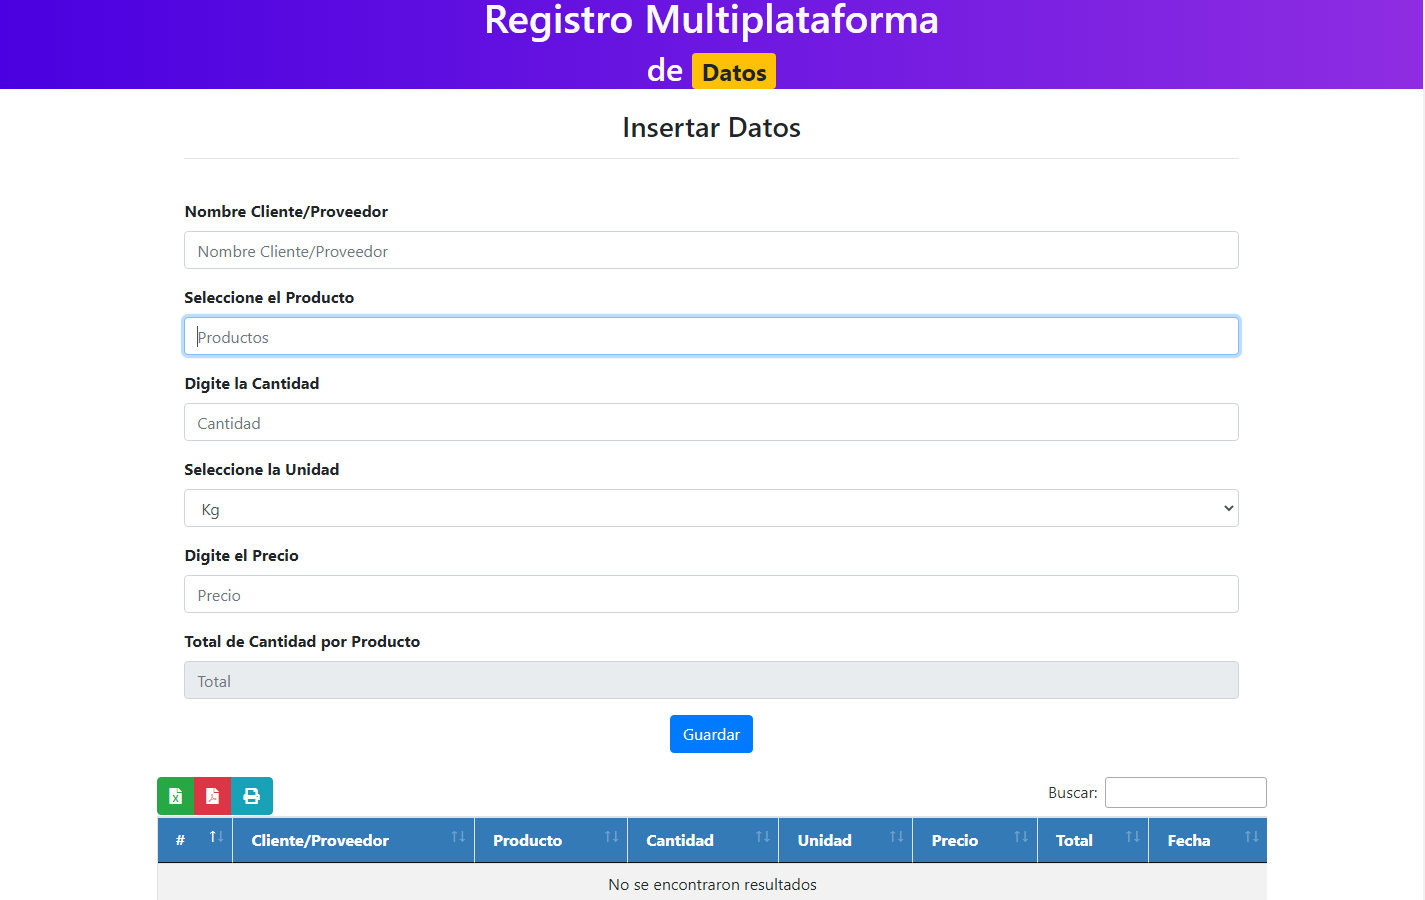 Registro Multiplataforma
de Datos
Insertar Datos
Nombre Cliente/Proveedor
Nombre Cliente/Proveedor
Seleccione el Producto
Productos
Digite la Cantidad
Cantidad
Seleccione la Unidad
Kg
Digite el Precio
Precio
Total de Cantidad por Producto
Total
Guardar
Buscar:
# Cliente/Proveedor Producto Cantidad Unidad Precio Total Fecha
No se encontraron resultados